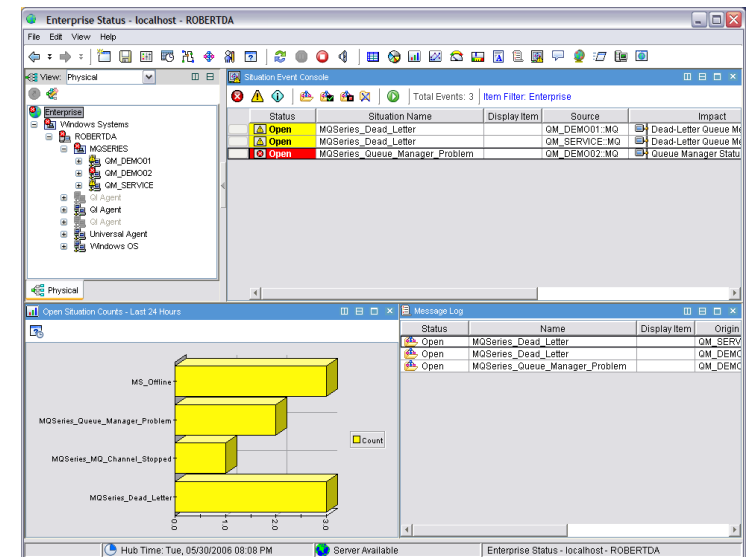 Enterprise Status - localhost - ROBERTDA
File Edit View Help
View: Physical
Enterprise
Windows Systems
ROBERTDA
MQSERIES
QM_DEMO01
QM_DEMO02
QM_SERVICE
QI Agent
QI Agent
QI Agent
Universal Agent
Windows OS
Physical
Situation Event Console
Total Events: 3 Item Filter: Enterprise
Status Situation Name Display Item Source Impact
Open MQSeries_Dead_Letter QM_DEMO01::MQ Dead-Letter Queue Me
Open MQSeries_Dead_Letter QM_SERVICE::MQ Dead-Letter Queue Me
Open MQSeries_Queue_Manager_Problem QM_DEMO02::MQ Queue Manager Statu
Open Situation Counts - Last 24 Hours
MS_Offline
MQSeries_Queue_Manager_Problem
MQSeries_MQ_Channel_Stopped
MQSeries_Dead_Letter
0.0 1.0 2.0 3.0
Count
Message Log
Status Name Display Item Origin
Open MQSeries_Dead_Letter QM_SERV
Open MQSeries_Dead_Letter QM_DEMO
Open MQSeries_Queue_Manager_Problem QM_DEMO
Hub Time: Tue, 05/30/2006 08:08 PM Server Available Enterprise Status - localhost - ROBERTDA